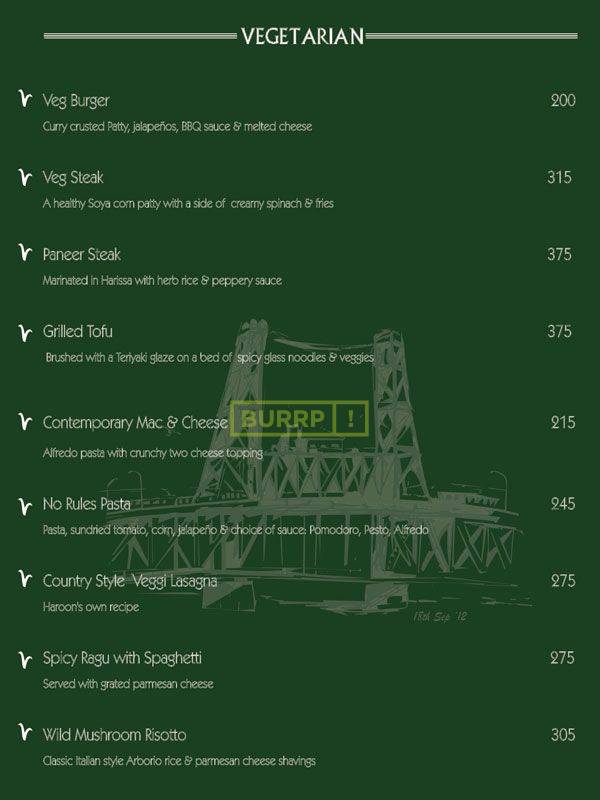 VEGETARIAN
Veg Burger 200
Curry crusted Patty, jalapeños, BBQ sauce & melted cheese
Veg Steak 315
A healthy Soya corn patty with a side of creamy spinach & fries
Paneer Steak 375
Marinated in Harissa with herb rice & peppery sauce
Grilled Tofu 375
Brushed with a Teriyaki glaze on a bed of spicy glass noodles & veggies
Contemporary Mac & Cheese 215
BURRP!
Alfredo pasta with crunchy two cheese topping
No Rules Pasta 245
Pasta, sundried tomato, corn, jalapeño & choice of sauce: Pomodoro, Pesto, Alfredo
Country Style Veggi Lasagna 275
Haroon's own recipe
18th Sep '12
Spicy Ragu with Spaghetti 275
Served with grated parmesan cheese
Wild Mushroom Risotto 305
Classic Italian style Arborio rice & parmesan cheese shavings